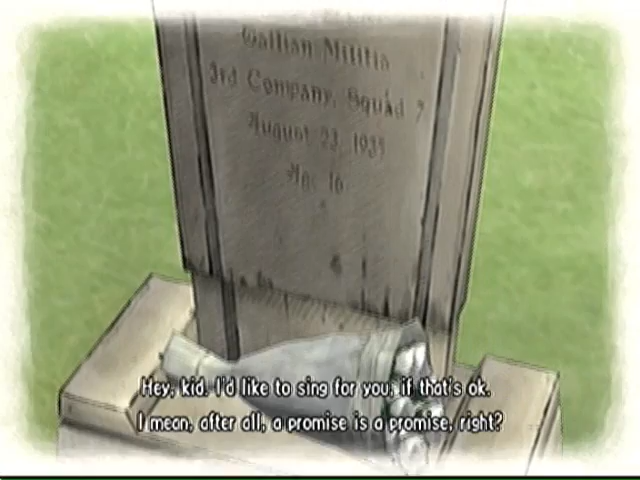 Gallian Militia
3rd Company, Squad 7
August 23, 1935
Age 16
Hey, kid. I'd like to sing for you, if that's ok.
I mean, after all, a promise is a promise, right?